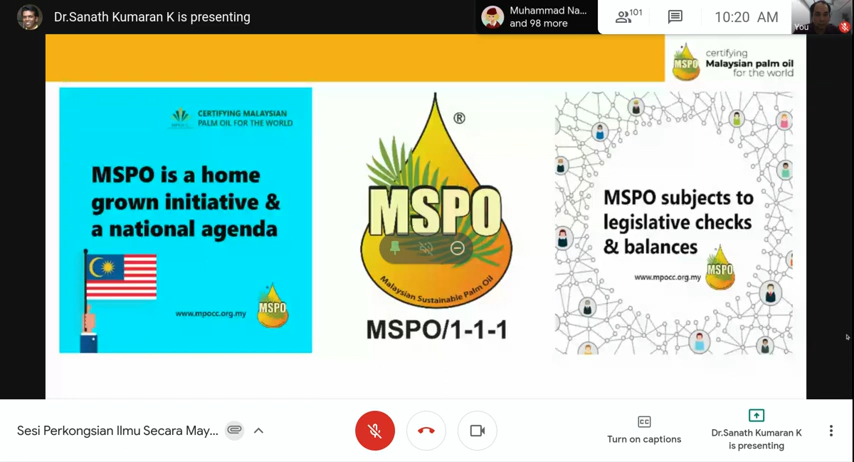 Dr.Sanath Kumaran K is presenting
Muhammad Na...
and 98 more
101
10:20 AM
You
certifying
Malaysian palm oil
for the world
MSPO
CERTIFYING MALAYSIAN
PALM OIL FOR THE WORLD
MSPO is a home
grown initiative &
a national agenda
www.mpocc.org.my
MSPO
®
MSPO
Malaysian Sustainable Palm Oil
MSPO/1-1-1
MSPO subjects to
legislative checks
& balances
www.mpocc.org.my
MSPO
Sesi Perkongsian Ilmu Secara May...
CC
Turn on captions
Dr.Sanath Kumaran K
is presenting